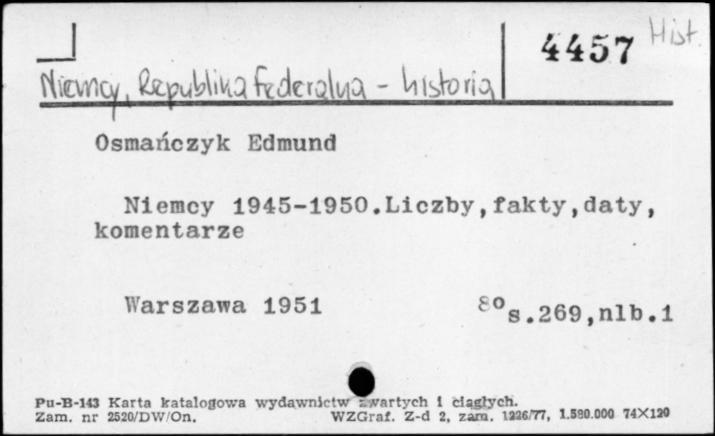 4457 Hist.
Niemcy, Republika Federalna - historia
Osmańczyk Edmund
Niemcy 1945-1950.Liczby,fakty,daty,
komentarze
Warszawa 1951 8º s.269,nlb.1
Pu-B-143 Karta katalogowa wydawnictw zwartych i ciągłych.
Zam. nr 2520/DW/On. WZGraf. Z-d 2, zam. 1226/77, 1.580.000 74X120